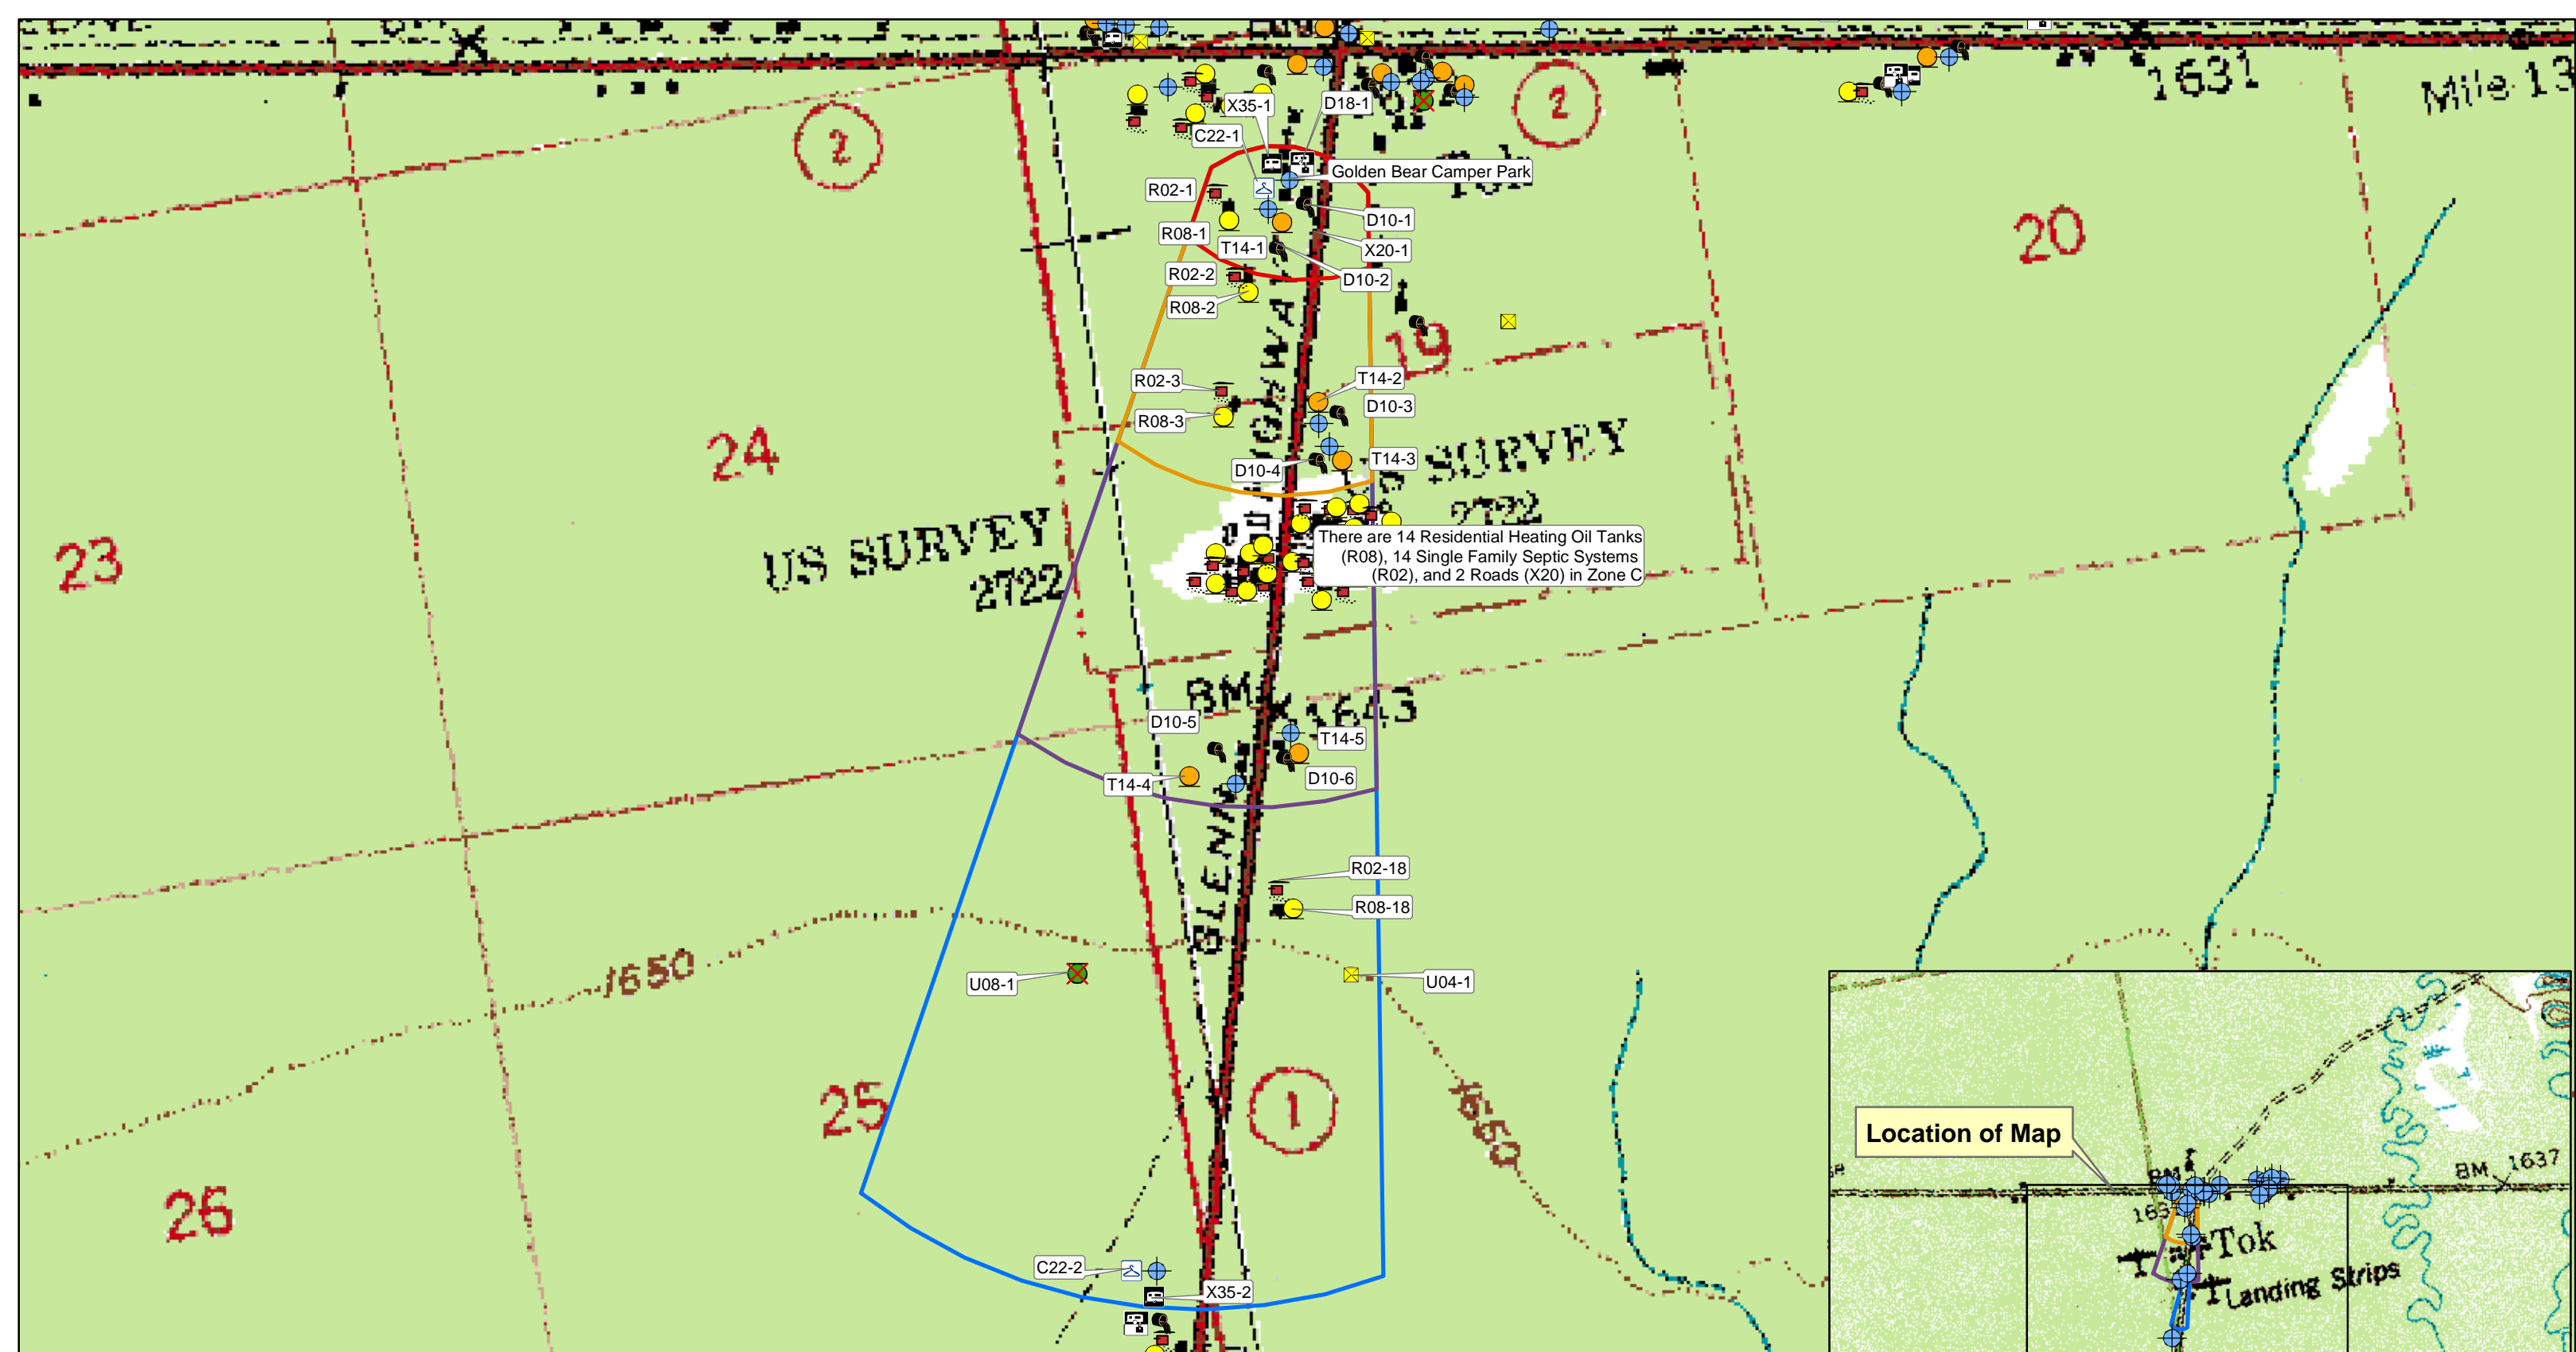 1631
Mile 13
2
2
X35-1
D18-1
C22-1
Golden Bear Camper Park
R02-1
D10-1
R08-1
T14-1
X20-1
R02-2
D10-2
R08-2
20
19
R02-3
T14-2
D10-3
R08-3
24
D10-4
T14-3
SURVEY
2722
23
US SURVEY
2722
There are 14 Residential Heating Oil Tanks
(R08), 14 Single Family Septic Systems
(R02), and 2 Roads (X20) in Zone C
BM
1643
D10-5
T14-5
T14-4
D10-6
GLENN
R02-18
R08-18
1650
U08-1
U04-1
25
1
1650
26
C22-2
X35-2
Location of Map
BM
BM 1637
Tok
Landing Strips